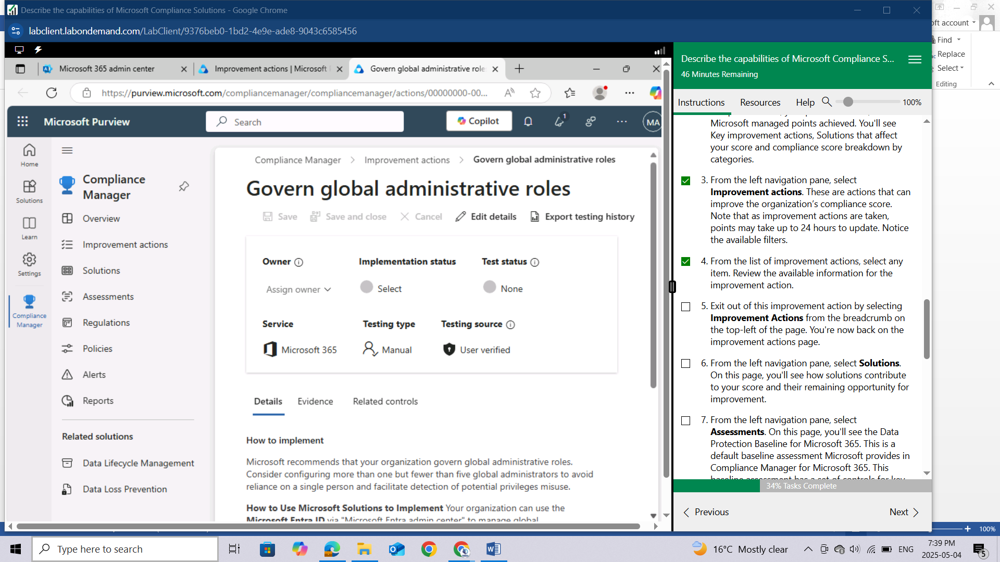 Describe the capabilities of Microsoft Compliance Solutions - Google Chrome
labclient.labondemand.com/LabClient/9376beb0-1bd2-4e9e-ade8-9043c6585456
Microsoft 365 admin center
Improvement actions | Microsoft
Govern global administrative role
https://purview.microsoft.com/compliancemanager/compliancemanager/actions/00000000-00...
Microsoft Purview
Search
Copilot
1
MA
Home
Solutions
Learn
Settings
Compliance
Manager
Compliance
Manager
Overview
Improvement actions
Solutions
Assessments
Regulations
Policies
Alerts
Reports
Related solutions
Data Lifecycle Management
Data Loss Prevention
Compliance Manager > Improvement actions > Govern global administrative roles
Govern global administrative roles
Save
Save and close
Cancel
Edit details
Export testing history
Owner
Implementation status
Test status
Assign owner
Select
None
Service
Testing type
Testing source
Microsoft 365
Manual
User verified
Details
Evidence
Related controls
How to implement
Microsoft recommends that your organization govern global administrative roles.
Consider configuring more than one but fewer than five global administrators to avoid
reliance on a single person and facilitate detection of potential privileges misuse.
How to Use Microsoft Solutions to Implement Your organization can use the
Microsoft Entra ID via "Microsoft Entra admin center" to manage global
Describe the capabilities of Microsoft Compliance S...
46 Minutes Remaining
Instructions
Resources
Help
100%
Microsoft managed points achieved. You'll see
Key improvement actions, Solutions that affect
your score and compliance score breakdown by
categories.
3. From the left navigation pane, select
Improvement actions. These are actions that can
improve the organization's compliance score.
Note that as improvement actions are taken,
points may take up to 24 hours to update. Notice
the available filters.
4. From the list of improvement actions, select any
item. Review the available information for the
improvement action.
5. Exit out of this improvement action by selecting
Improvement Actions from the breadcrumb on
the top-left of the page. You're now back on the
improvement actions page.
6. From the left navigation pane, select Solutions.
On this page, you'll see how solutions contribute
to your score and their remaining opportunity for
improvement.
7. From the left navigation pane, select
Assessments. On this page, you'll see the Data
Protection Baseline for Microsoft 365. This is a
default baseline assessment Microsoft provides in
Compliance Manager for Microsoft 365. This
baseline assessment has a set of controls for key
34% Tasks Complete
Previous
Next
oft account
Find
Replace
Select
Editing
100%
Type here to search
16°C Mostly clear
ENG
7:39 PM
2025-05-04
5